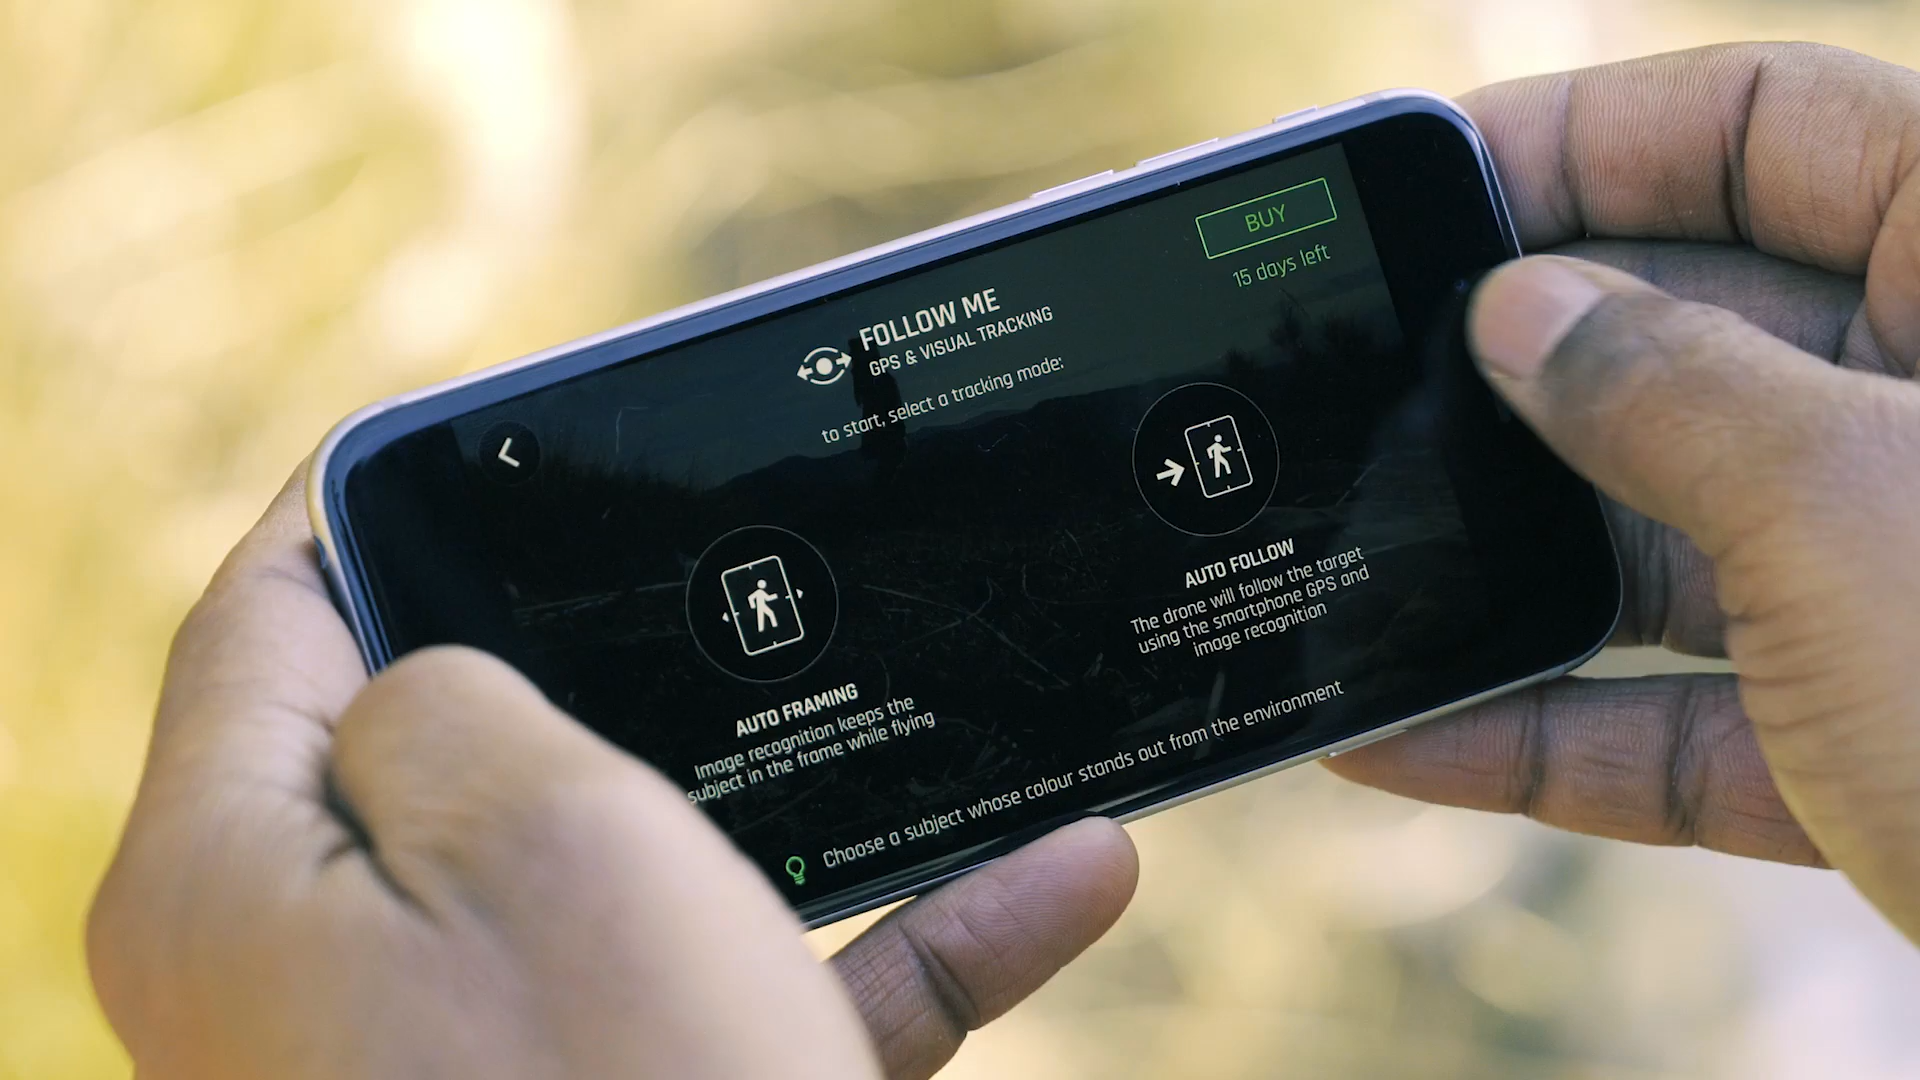 BUY
15 days left
FOLLOW ME
GPS & VISUAL TRACKING
to start, select a tracking mode:
AUTO FRAMING
Image recognition keeps the
subject in the frame while flying
AUTO FOLLOW
The drone will follow the target
using the smartphone GPS and
image recognition
Choose a subject whose colour stands out from the environment